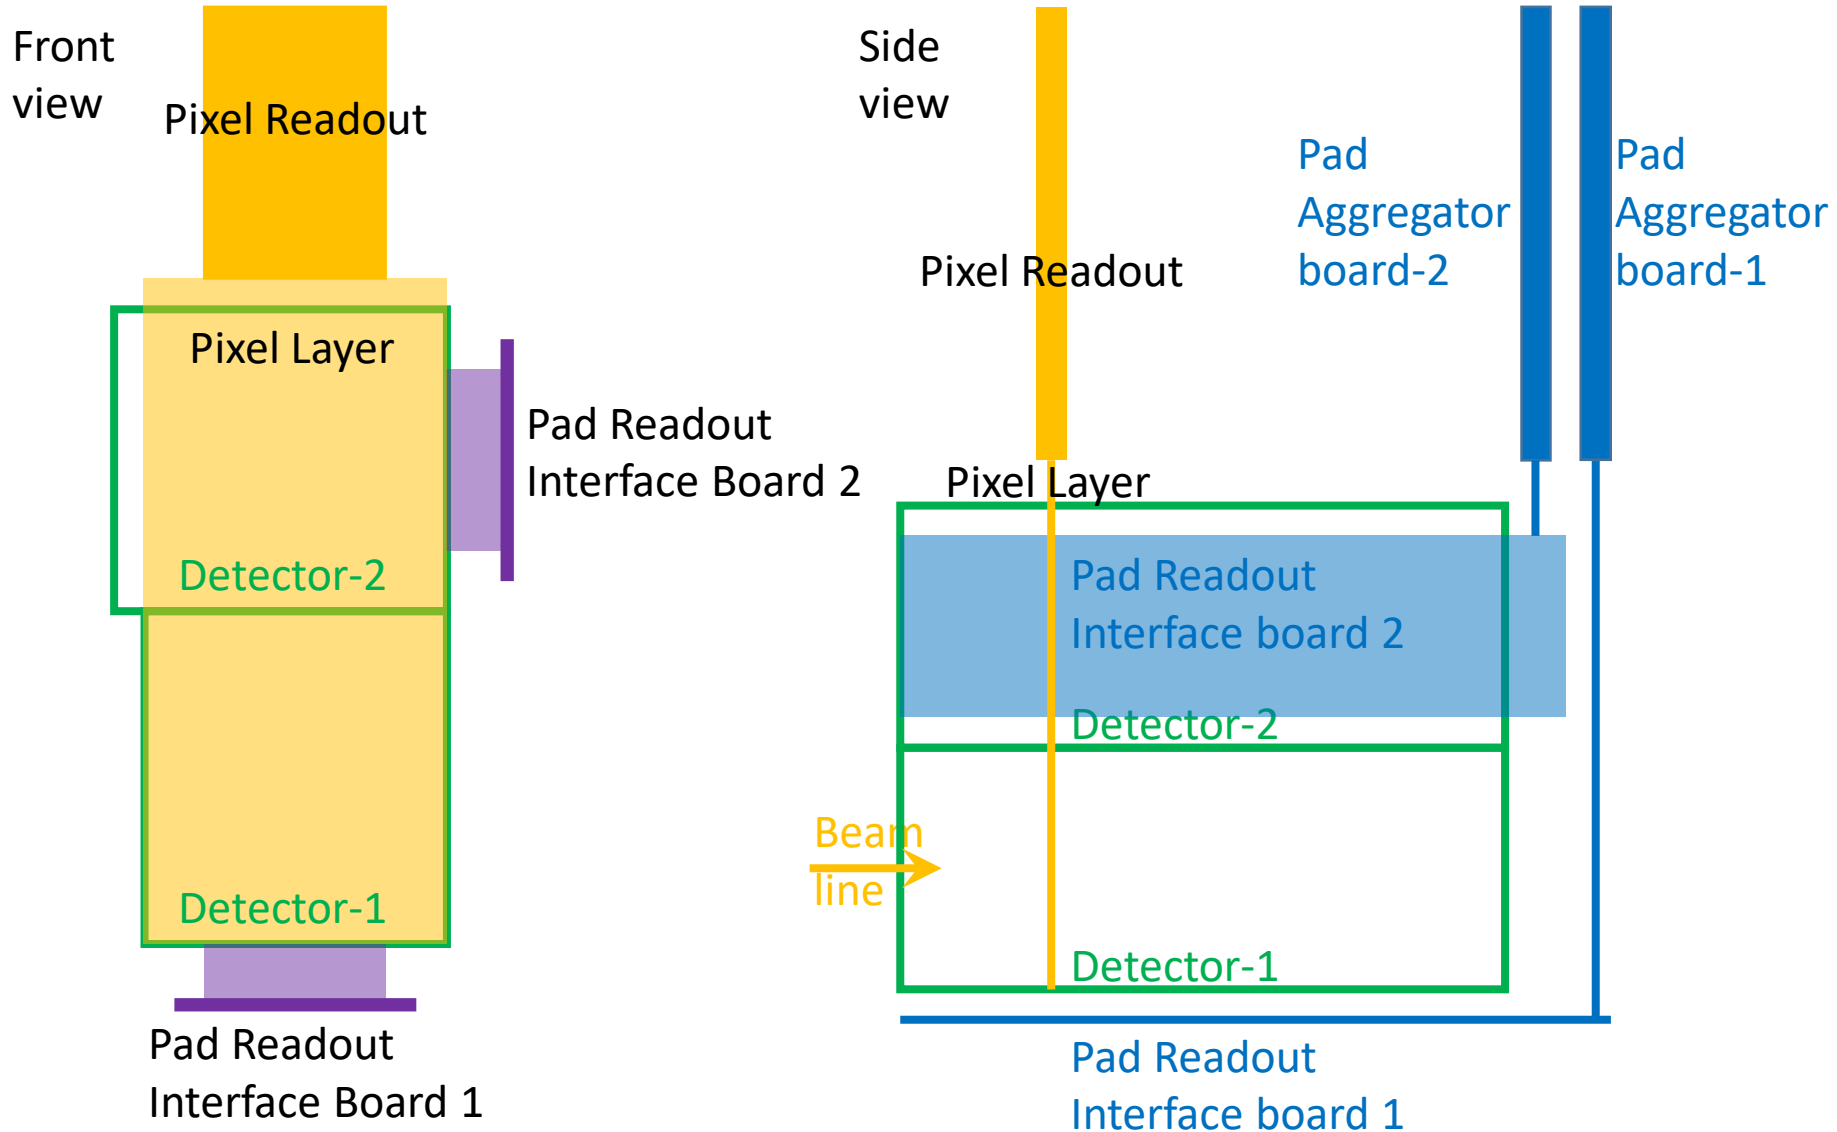 Front
view
Pixel Readout
Pixel Layer
Pad Readout
Interface Board 2
Detector-2
Detector-1
Pad Readout
Interface Board 1
Side
view
Pad
Aggregator
board-2
Pad
Aggregator
board-1
Pixel Readout
Pixel Layer
Pad Readout
Interface board 2
Detector-2
Beam
line
Detector-1
Pad Readout
Interface board 1